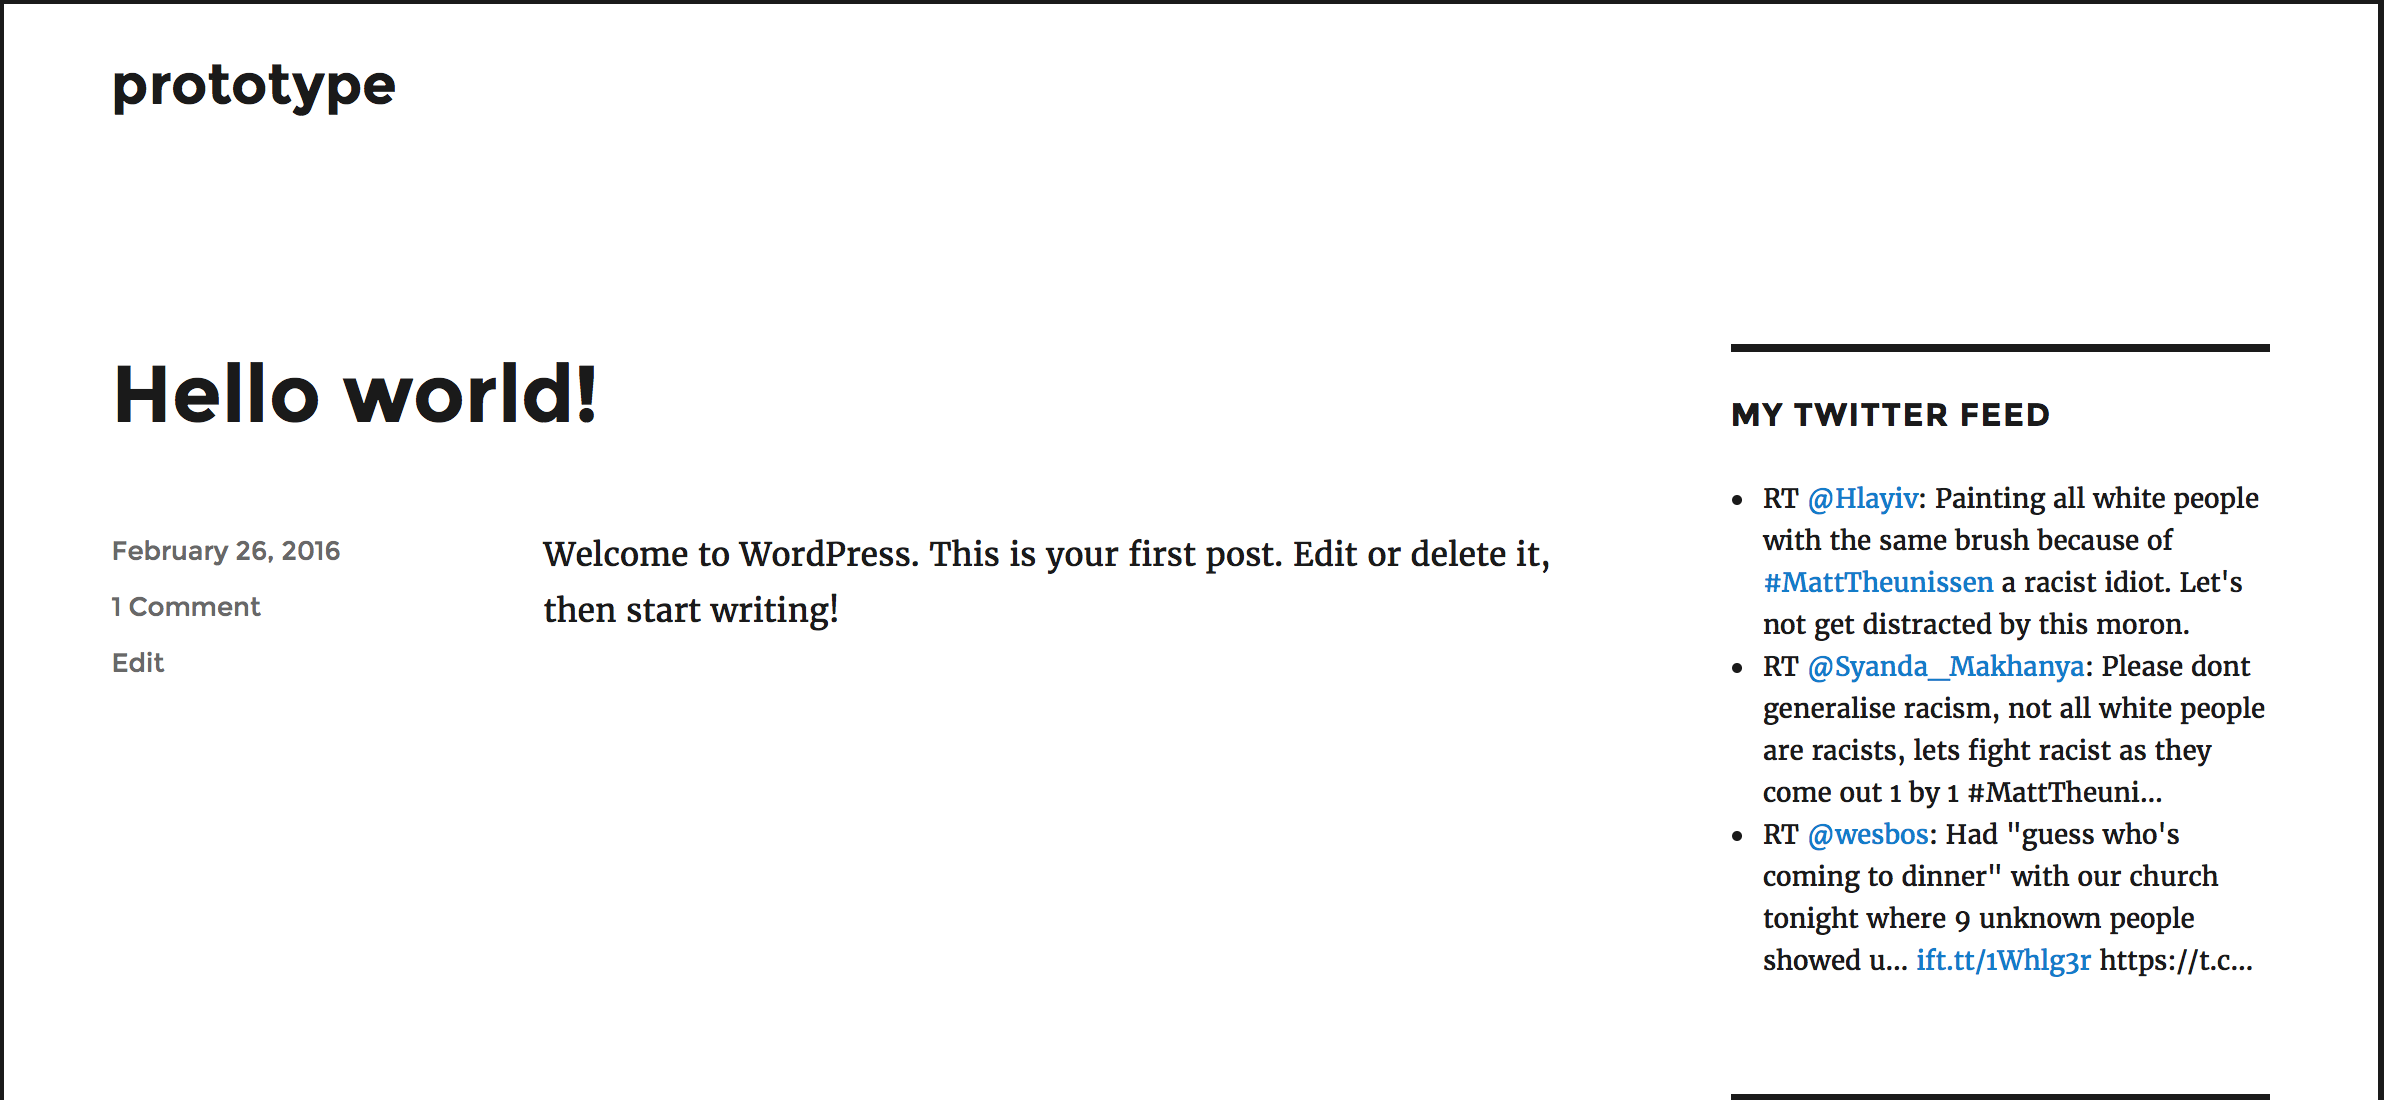 prototype
Hello world!
February 26, 2016
1 Comment
Edit
Welcome to WordPress. This is your first post. Edit or delete it,
then start writing!
MY TWITTER FEED
RT @Hlayiv: Painting all white people
with the same brush because of
#MattTheunissen a racist idiot. Let's
not get distracted by this moron.
RT @Syanda_Makhanya: Please dont
generalise racism, not all white people
are racists, lets fight racist as they
come out 1 by 1 #MattTheuni...
RT @wesbos: Had "guess who's
coming to dinner" with our church
tonight where 9 unknown people
showed u... ift.tt/1Whlg3r https://t.c...